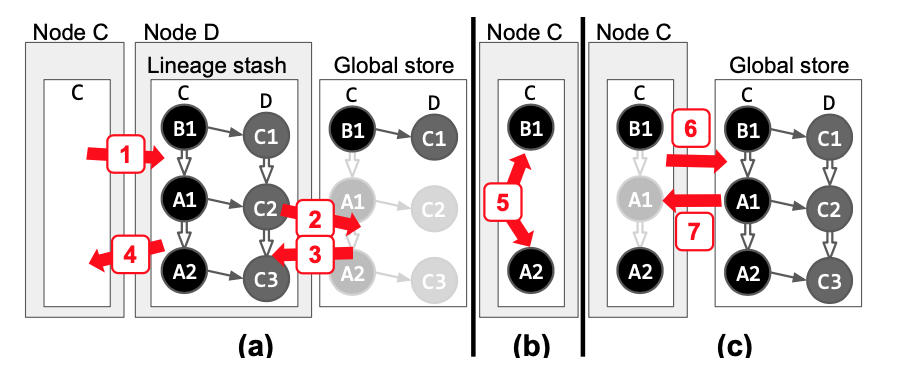 Node C
Node D
Lineage stash
Global store
C
C
D
C
D
B1
C1
B1
C1
1
A1
C2
A1
C2
2
4
3
A2
C3
A2
C3
(a)
Node C
C
B1
5
A2
(b)
Node C
Global store
C
C
D
B1
6
B1
C1
A1
A1
C2
7
A2
A2
C3
(c)